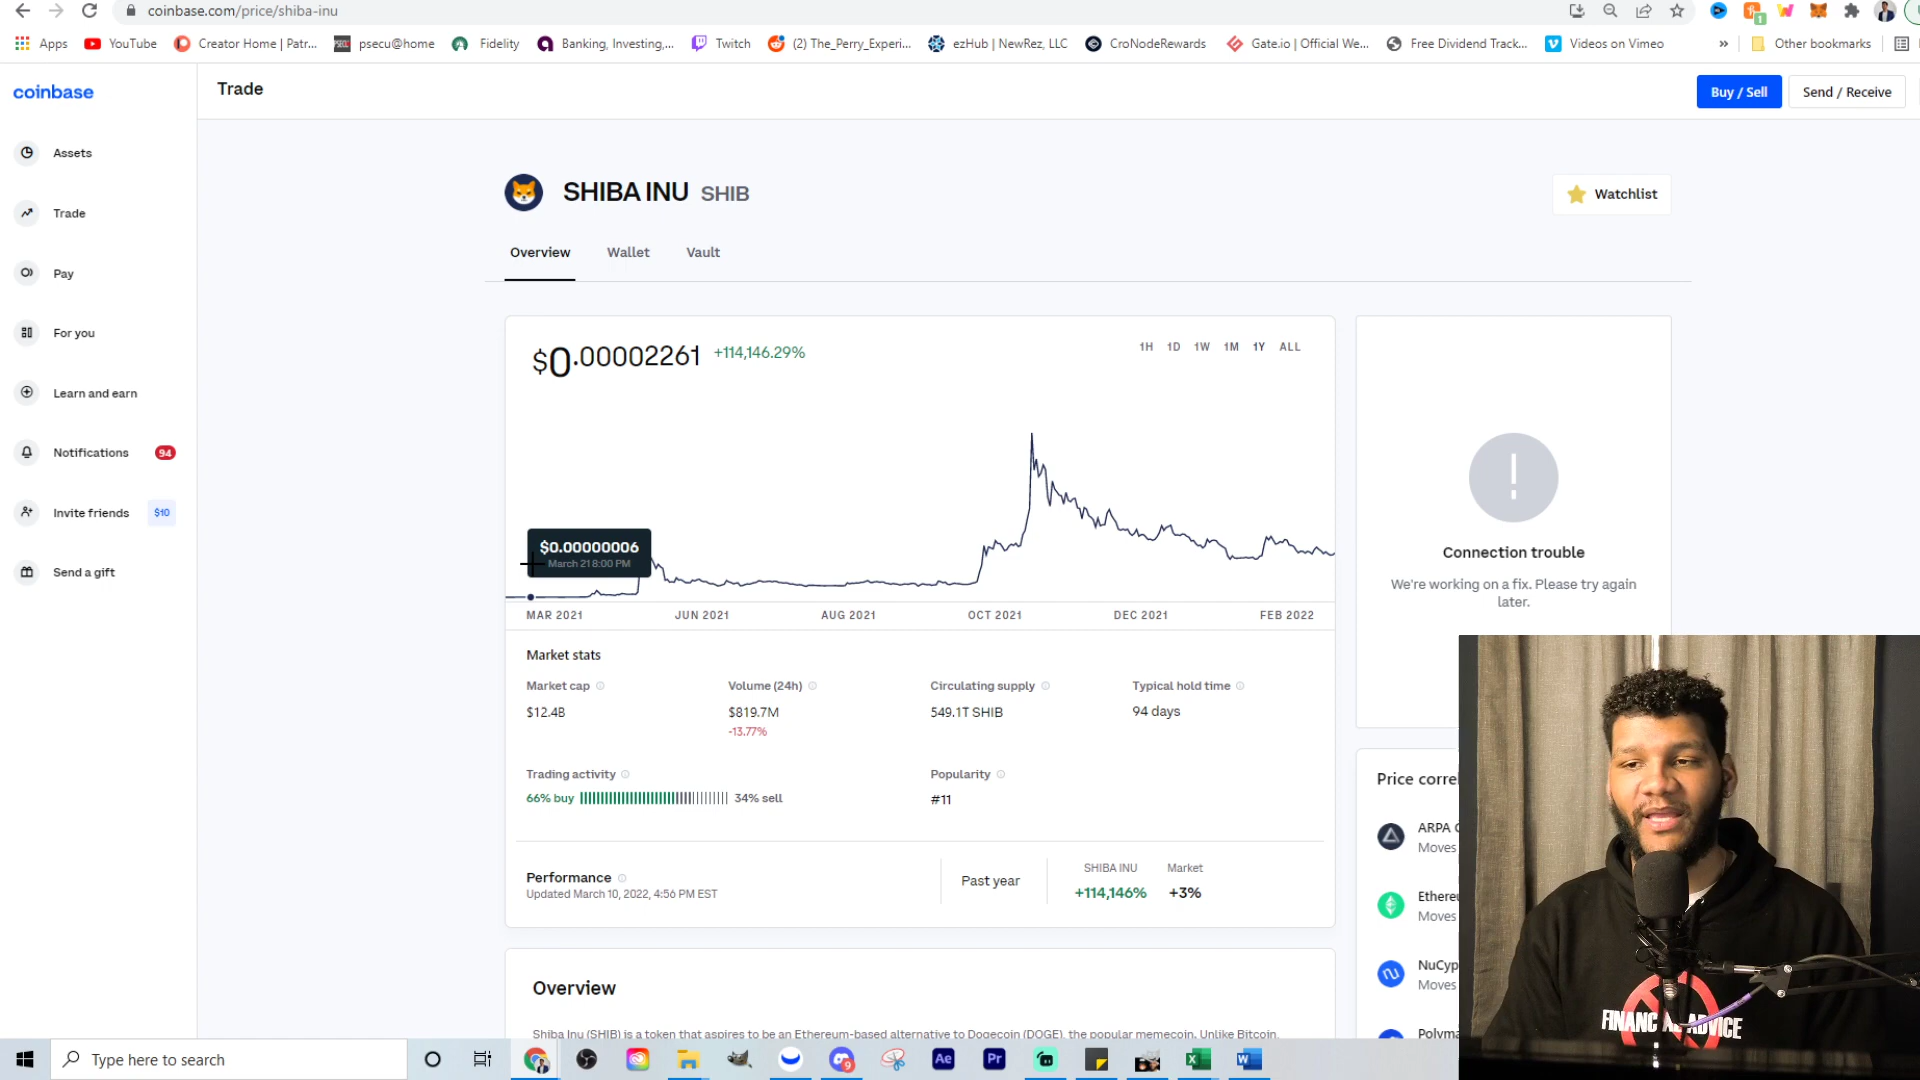 coinbase.com/price/shiba-inu
1
Apps
YouTube
Creator Home | Patr...
psecu@home
Fidelity
Banking, Investing,...
Twitch
(2) The_Perry_Experi...
ezHub | NewRez, LLC
CroNodeRewards
Gate.io | Official We...
Free Dividend Track...
Videos on Vimeo
»
Other bookmarks
coinbase
Trade
Buy / Sell
Send / Receive
Assets
Trade
Pay
For you
Learn and earn
Notifications 94
Invite friends $10
Send a gift
SHIBA INU SHIB
Watchlist
Overview
Wallet
Vault
$0.00002261 +114,146.29%
1H 1D 1W 1M 1Y ALL
$0.00000006
March 21 8:00 PM
MAR 2021 JUN 2021 AUG 2021 OCT 2021 DEC 2021 FEB 2022
Connection trouble
We're working on a fix. Please try again
later.
Market stats
Market cap
$12.4B
Volume (24h)
$819.7M
-13.77%
Circulating supply
549.1T SHIB
Typical hold time
94 days
Trading activity
66% buy
34% sell
Popularity
#11
Performance
Updated March 10, 2022, 4:56 PM EST
Past year
SHIBA INU
+114,146%
Market
+3%
Price
ARPA
Moves
Moves
Moves
Overview
Shiba Inu (SHIB) is a token that aspires to be an Ethereum-based alternative to Dogecoin (DOGE), the popular memecoin. Unlike Bitcoin,
ADVICE
Type here to search
9
Ae
Pr